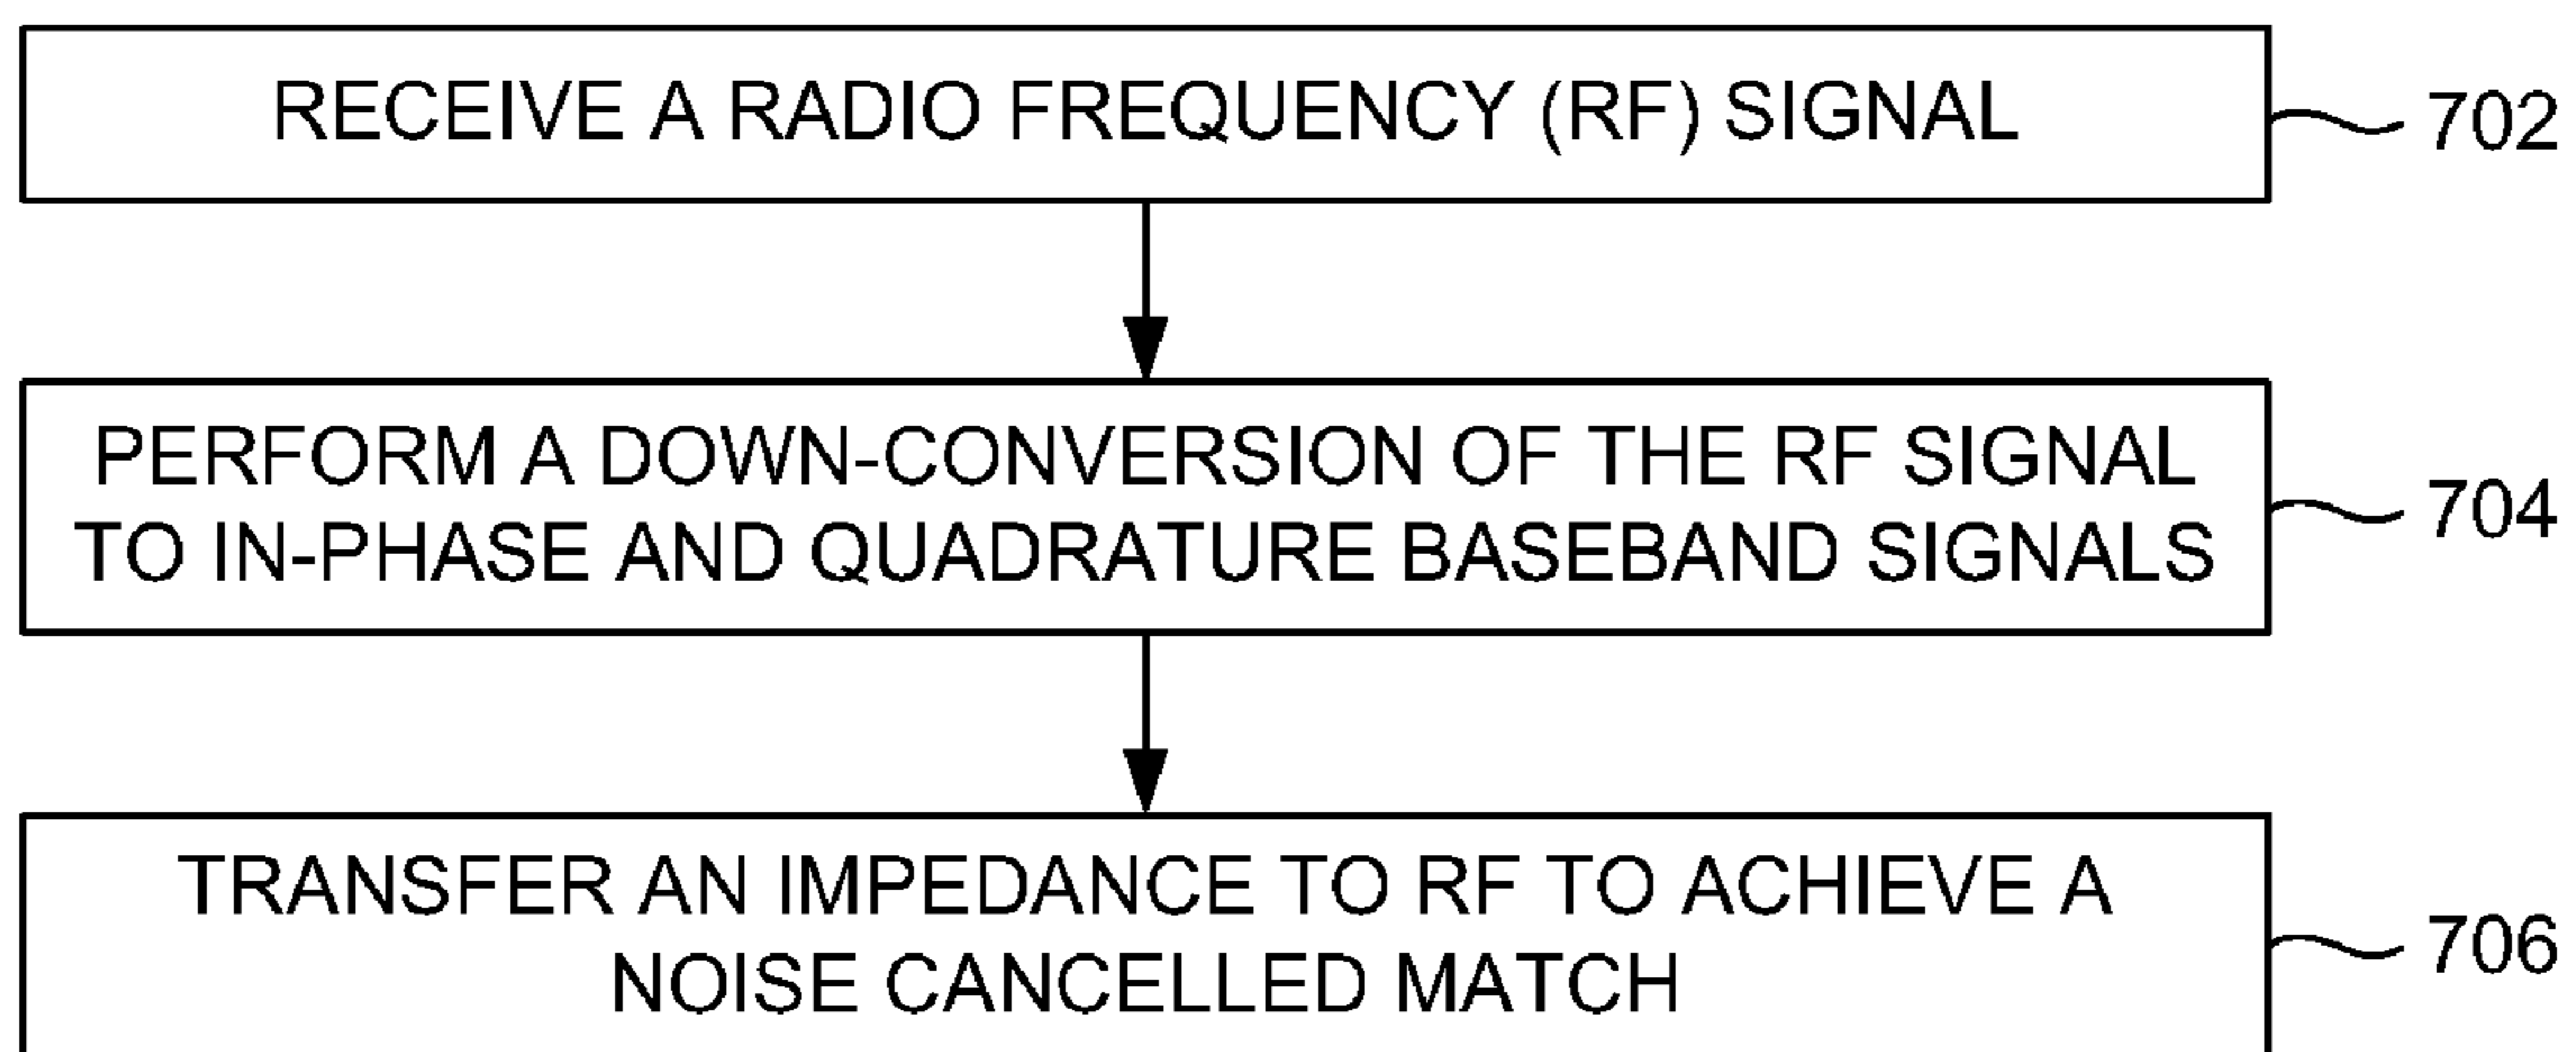 RECEIVE A RADIO FREQUENCY (RF) SIGNAL
702
PERFORM A DOWN-CONVERSION OF THE RF SIGNAL
TO IN-PHASE AND QUADRATURE BASEBAND SIGNALS
704
TRANSFER AN IMPEDANCE TO RF TO ACHIEVE A
NOISE CANCELLED MATCH
706